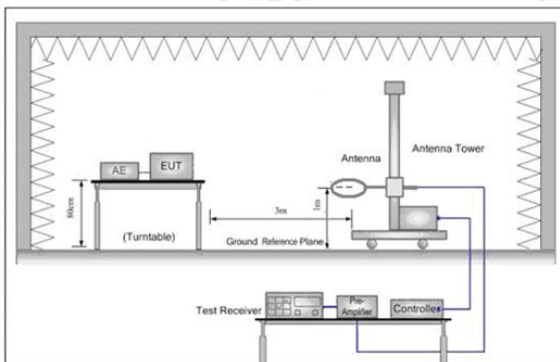 Antenna
Antenna Tower
AE
EUT
80cm
(Turntable)
3m
1m
Ground Reference Plane
Test Receiver
Pre-
Amplifier
Controller